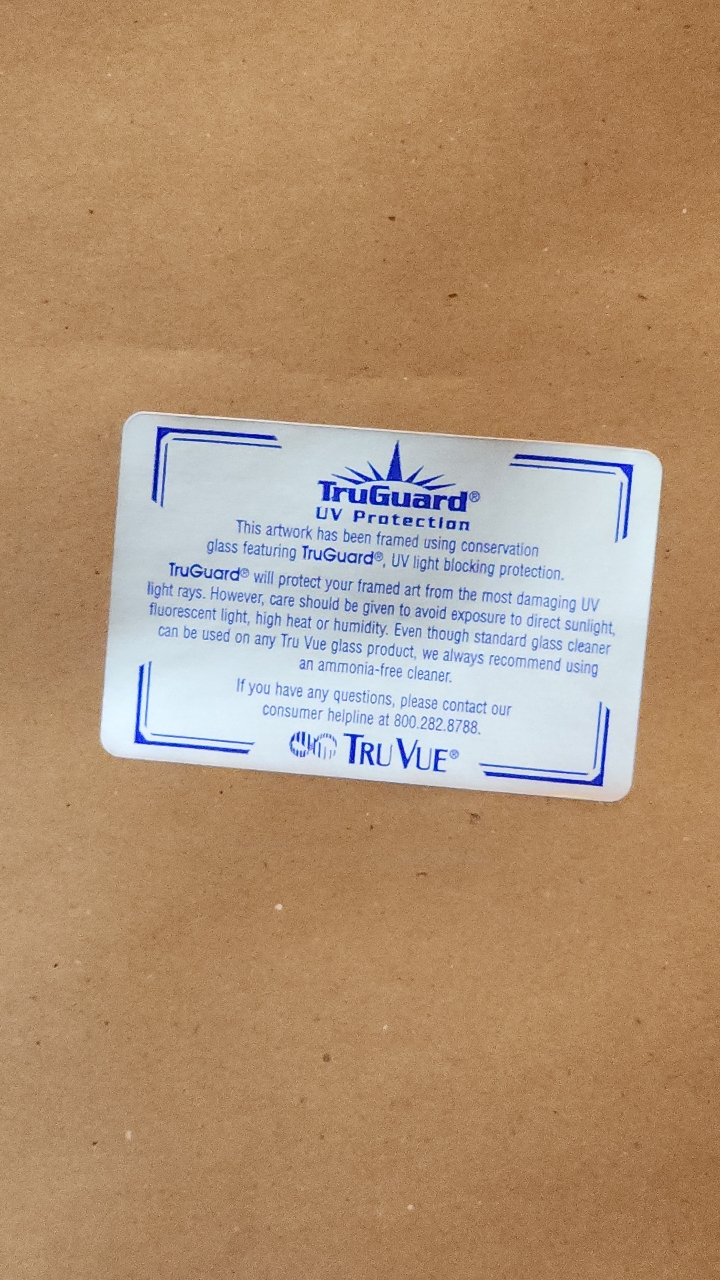 TruGuard®
UV Protection
This artwork has been framed using conservation
glass featuring TruGuard®, UV light blocking protection.
TruGuard® will protect your framed art from the most damaging UV
light rays. However, care should be given to avoid exposure to direct sunlight,
fluorescent light, high heat or humidity. Even though standard glass cleaner
can be used on any Tru Vue glass product, we always recommend using
an ammonia-free cleaner.
If you have any questions, please contact our
consumer helpline at 800.282.8788.
TRU VUE®